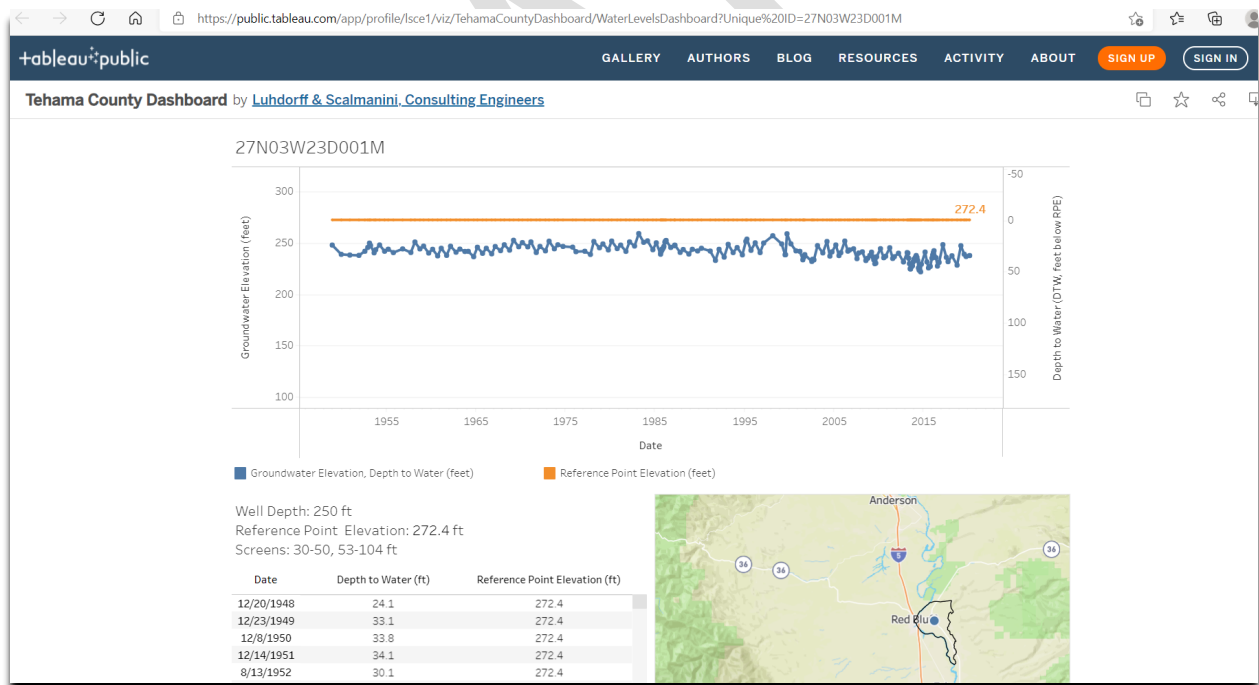 https://public.tableau.com/app/profile/lsce1/viz/TehamaCountyDashboard/WaterLevelsDashboard?Unique%20ID=27N03W23D001M
+ableau public GALLERY AUTHORS BLOG RESOURCES ACTIVITY ABOUT SIGN UP SIGN IN
Tehama County Dashboard by Luhdorff & Scalmanini, Consulting Engineers
27N03W23D001M
300
250
200
150
100
Groundwater Elevation (feet)
272.4
-50
0
50
100
150
Depth to Water (DTW, feet below RPE)
1955 1965 1975 1985 1995 2005 2015
Date
Groundwater Elevation, Depth to Water (feet) Reference Point Elevation (feet)
Well Depth: 250 ft
Reference Point Elevation: 272.4 ft
Screens: 30-50, 53-104 ft
Date Depth to Water (ft) Reference Point Elevation (ft)
12/20/1948 24.1 272.4
12/23/1949 33.1 272.4
12/8/1950 33.8 272.4
12/14/1951 34.1 272.4
8/13/1952 30.1 272.4
Anderson
5
36
36
36
Red Blu